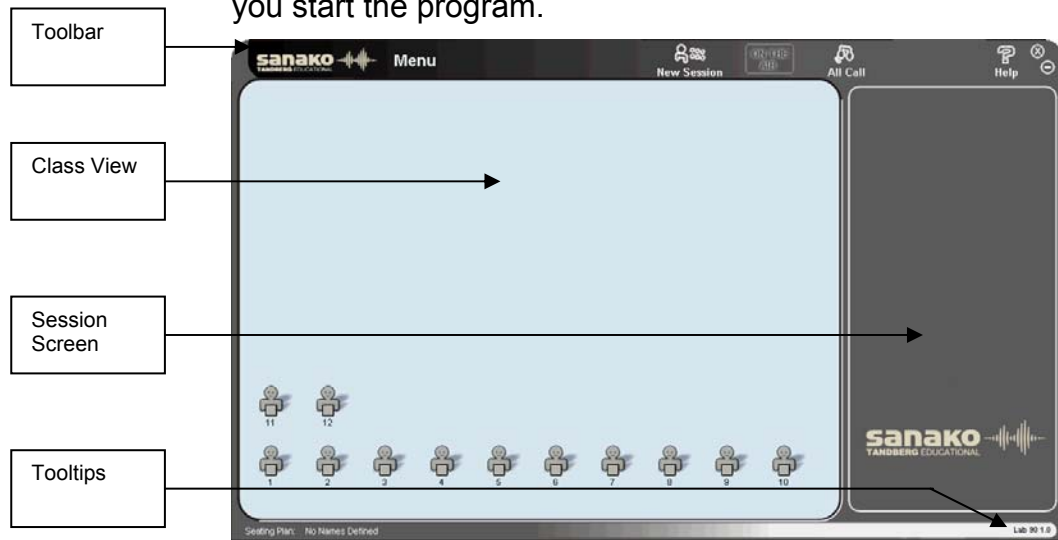 you start the program.
Toolbar
sanako
TANDBERG EDUCATIONAL
Menu
New Session
ON THE
AIR
All Call
Help
Class View
Session
Screen
11 12
sanako
TANDBERG EDUCATIONAL
1 2 3 4 5 6 7 8 9 10
Tooltips
Seating Plan: No Names Defined
Lab 90 1.0